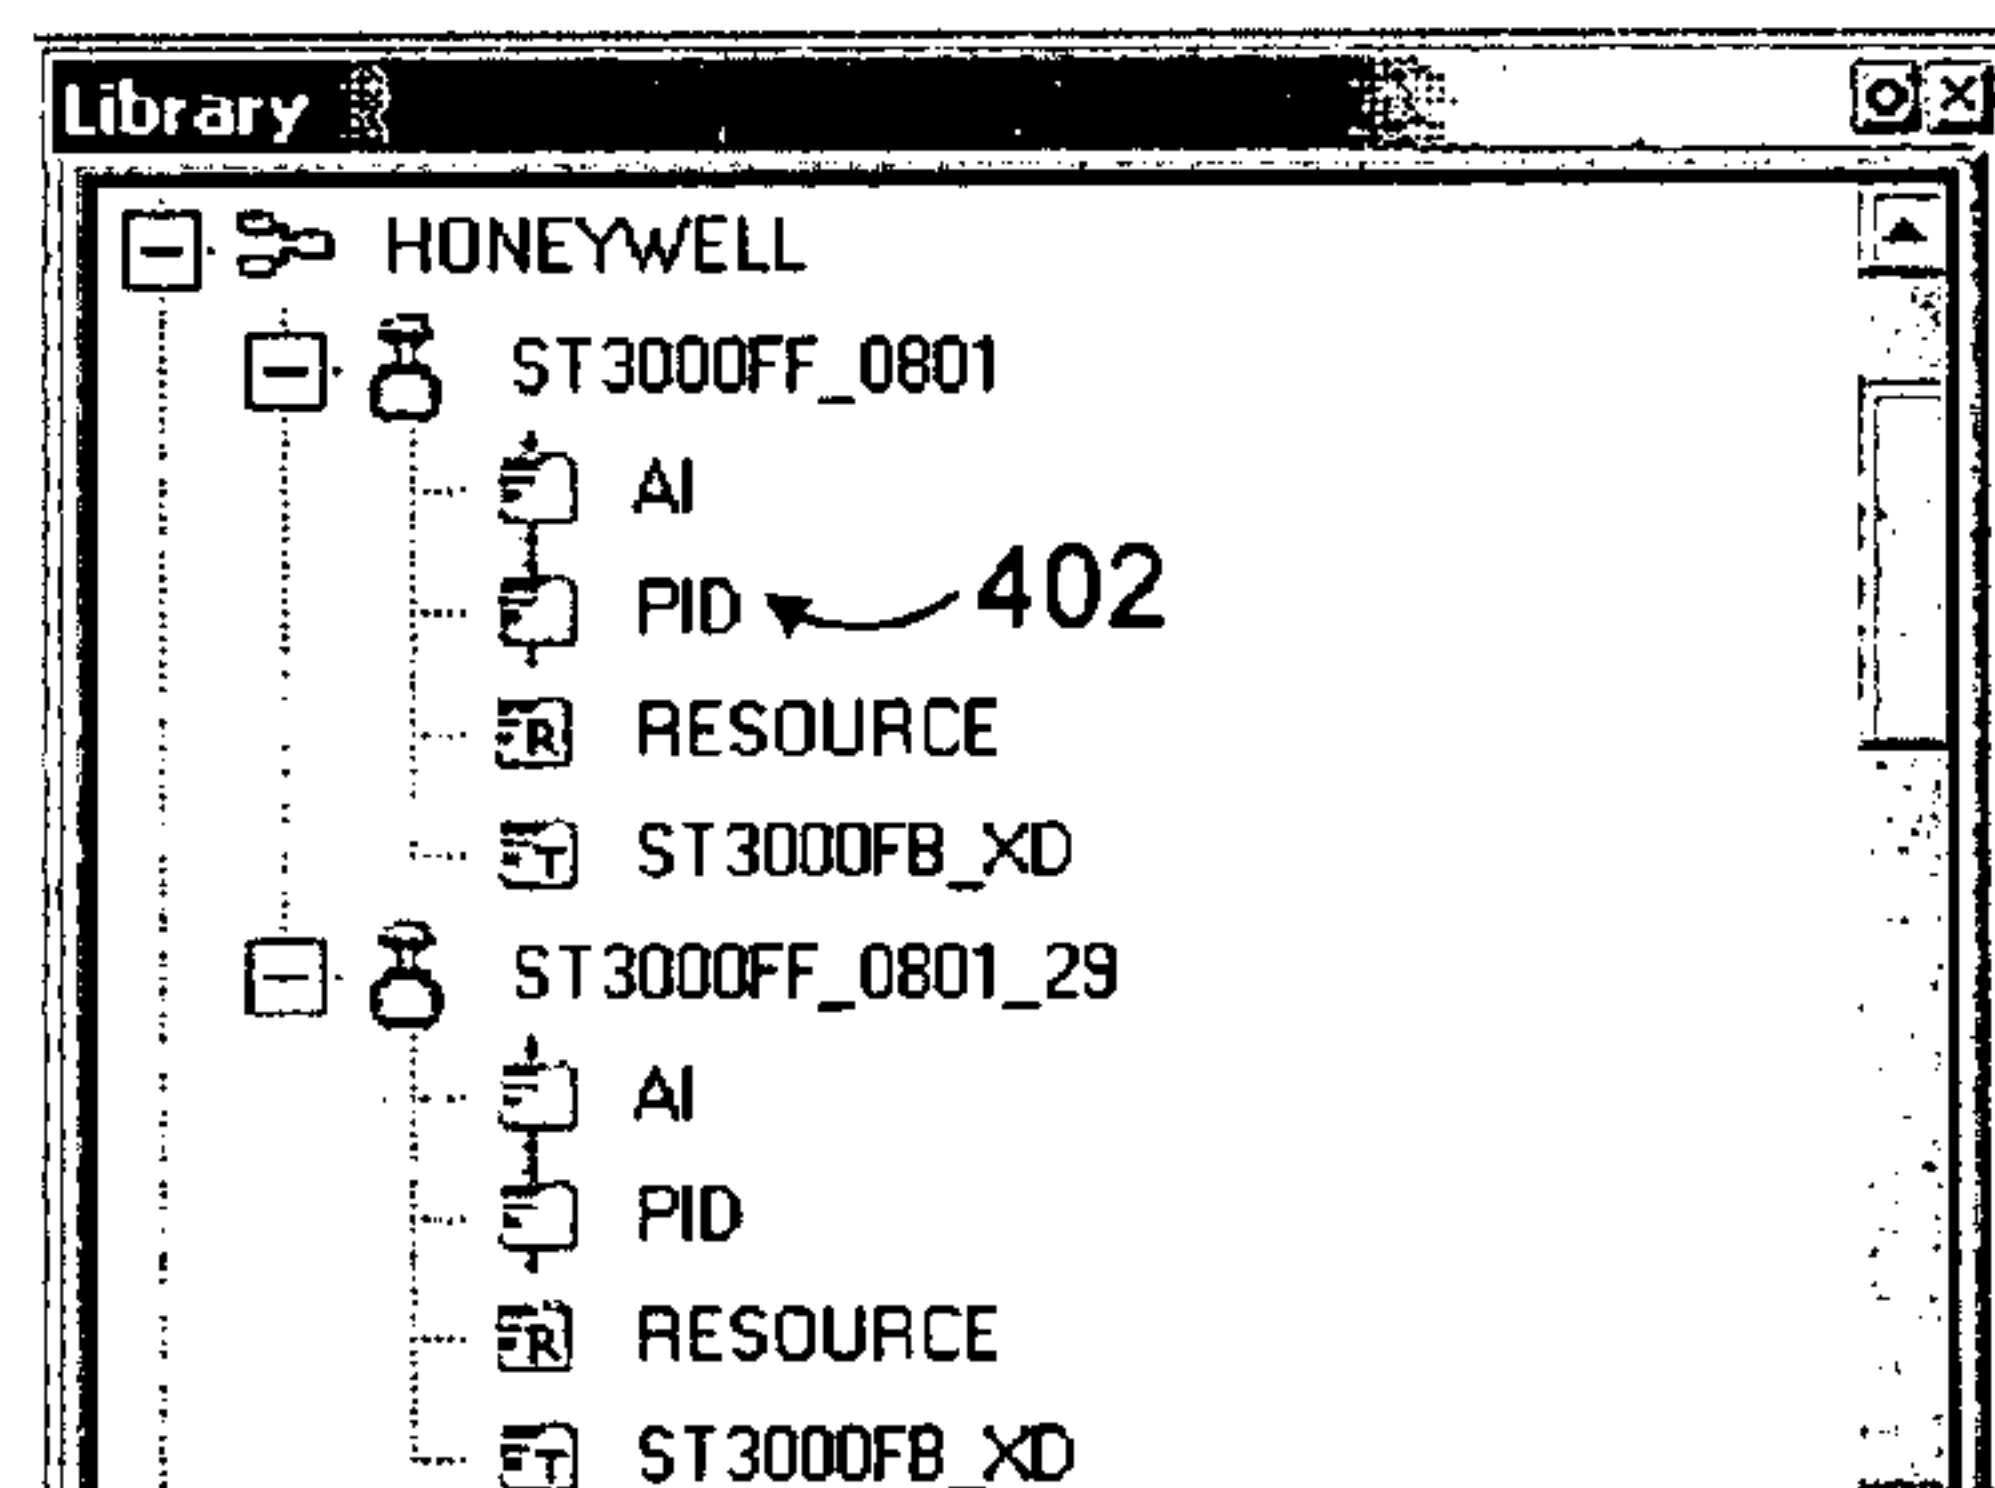 Library
HONEYWELL
ST3000FF_0801
AI
PID 402
RESOURCE
ST3000FB_XD
ST3000FF_0801_29
AI
PID
RESOURCE
ST3000FB_XD